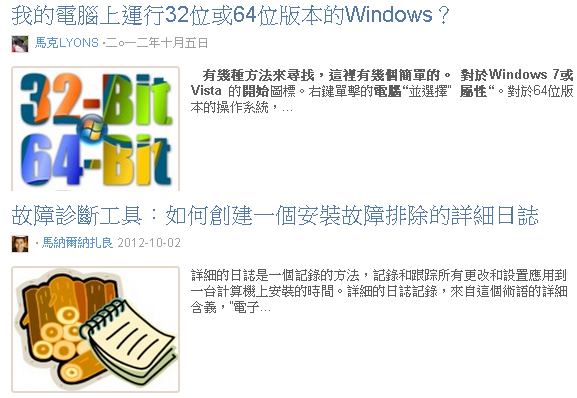 我的電腦上運行32位或64位版本的Windows？
馬克LYONS ·二○一二年十月五日
32-Bit
64-Bit
有幾種方法來尋找，這裡有幾個簡單的。 對於Windows 7或
Vista 的開始圖標。右鍵單擊的電腦“並選擇” 屬性“。對於64位版
本的操作系統，...
故障診斷工具：如何創建一個安裝故障排除的詳細日誌
· 馬納爾納扎良 2012-10-02
詳細的日誌是一個記錄的方法，記錄和跟踪所有更改和設置應用到
一台計算機上安裝的時間。詳細的日誌記錄，來自這個術語的詳細
含義，“電子...